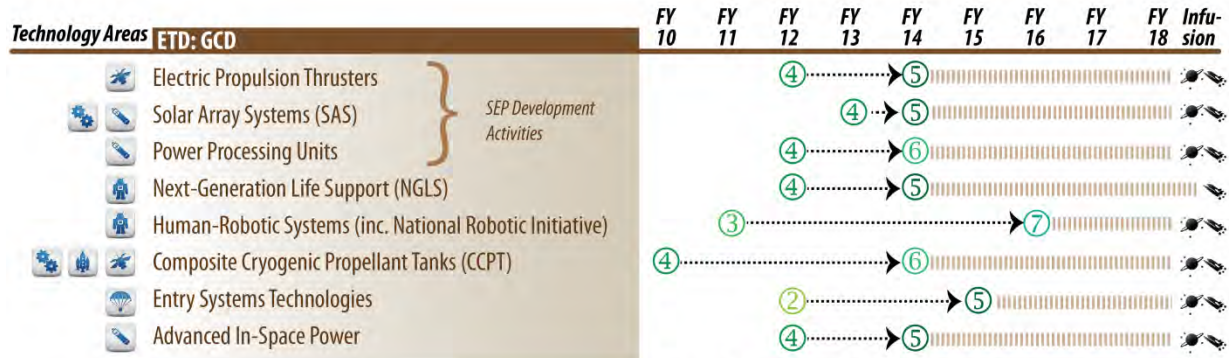 Technology Areas ETD: GCD FY 10 FY 11 FY 12 FY 13 FY 14 FY 15 FY 16 FY 17 FY 18 Infu-sion
Electric Propulsion Thrusters 4 5
Solar Array Systems (SAS) SEP Development Activities 4 5
Power Processing Units 4 6
Next-Generation Life Support (NGLS) 4 5
Human-Robotic Systems (inc. National Robotic Initiative) 3 7
Composite Cryogenic Propellant Tanks (CCPT) 4 6
Entry Systems Technologies 2 5
Advanced In-Space Power 4 5